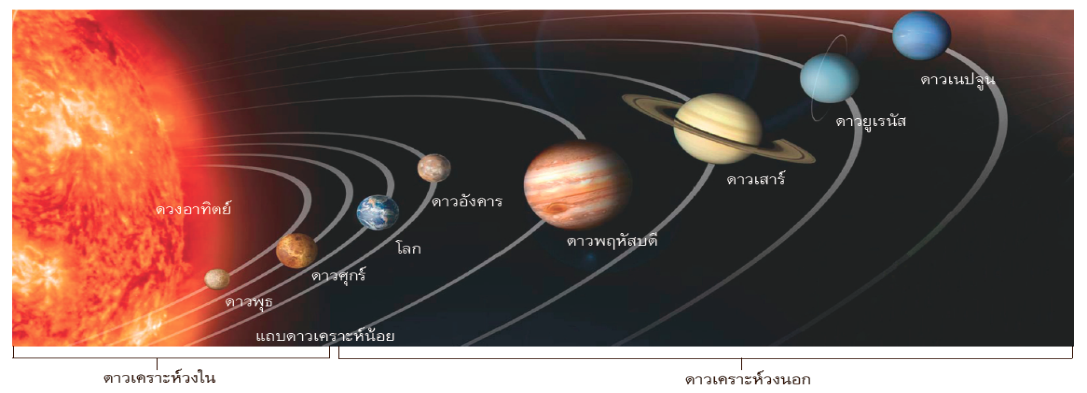 ดาวเนปจูน
ดาวยูเรนัส
ดาวเสาร์
ดาวอังคาร
ดวงอาทิตย์
ดาวพฤหัสบดี
โลก
ดาวศุกร์
ดาวพุธ
แถบดาวเคราะห์น้อย
ดาวเคราะห์วงใน
ดาวเคราะห์วงนอก